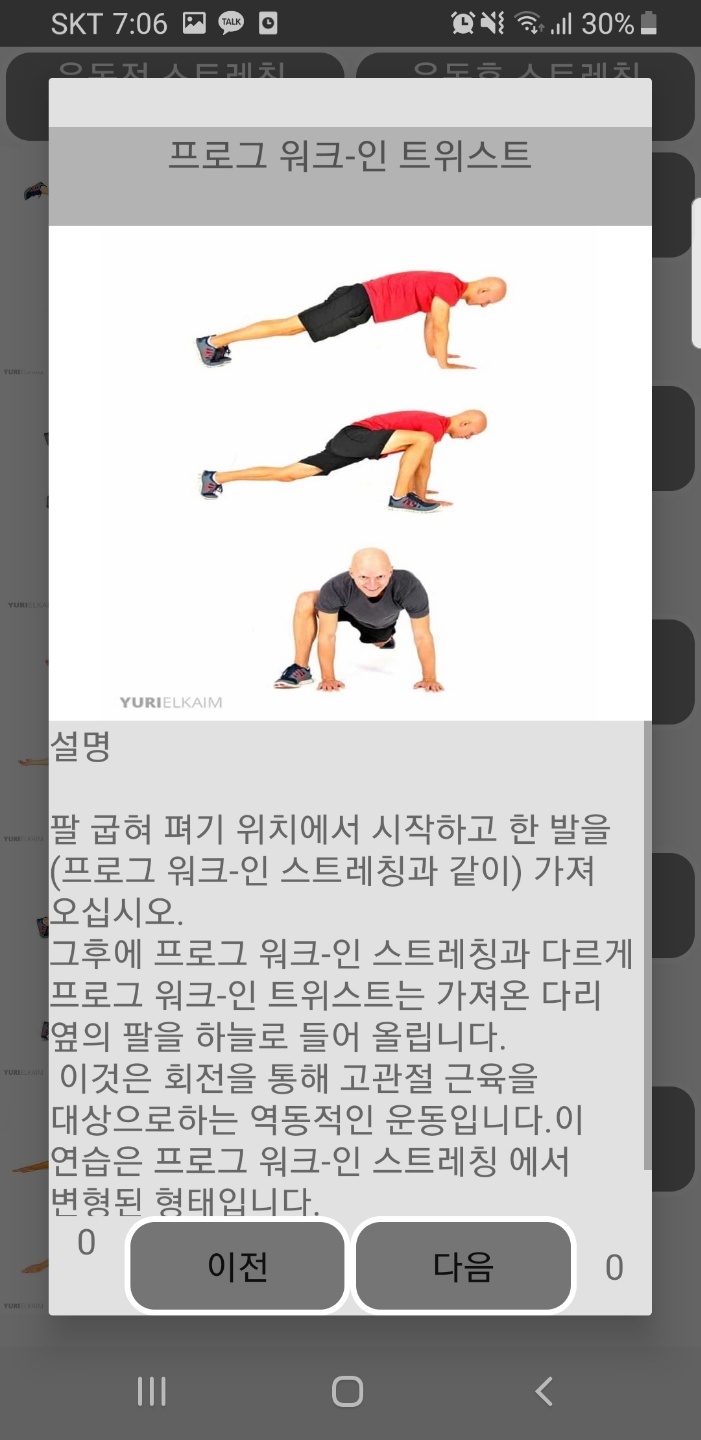 SKT 7:06
TALK
30%
운동전 스트레칭 운동후 스트레칭
프로그 워크-인 트위스트
YURIELKAIM
설명
팔 굽혀 펴기 위치에서 시작하고 한 발을
(프로그 워크-인 스트레칭과 같이) 가져
오십시오.
그후에 프로그 워크-인 스트레칭과 다르게
프로그 워크-인 트위스트는 가져온 다리
옆의 팔을 하늘로 들어 올립니다.
이것은 회전을 통해 고관절 근육을
대상으로하는 역동적인 운동입니다.이
연습은 프로그 워크-인 스트레칭 에서
변형된 형태입니다.
0 이전 다음 0